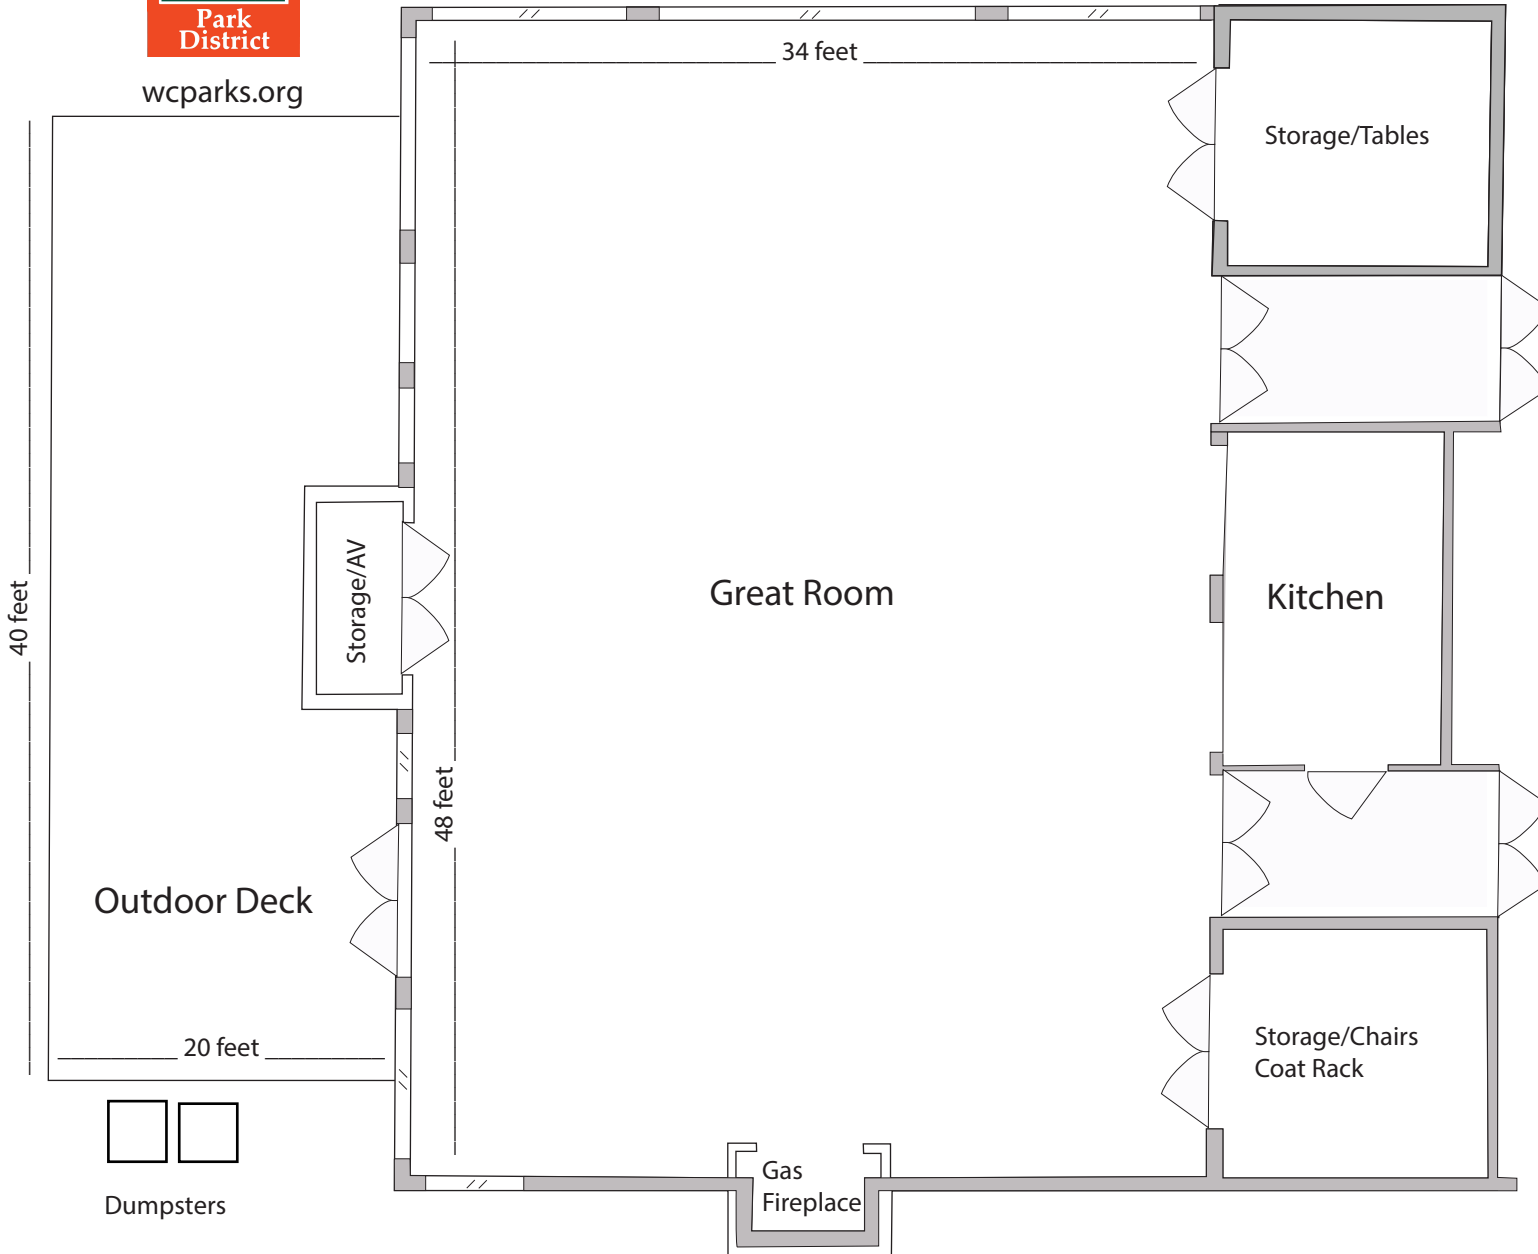 Park
District
wcparks.org
34 feet
Storage/Tables
40 feet
Storage/AV
Great Room
Kitchen
48 feet
Outdoor Deck
20 feet
Storage/Chairs
Coat Rack
Gas
Fireplace
Dumpsters